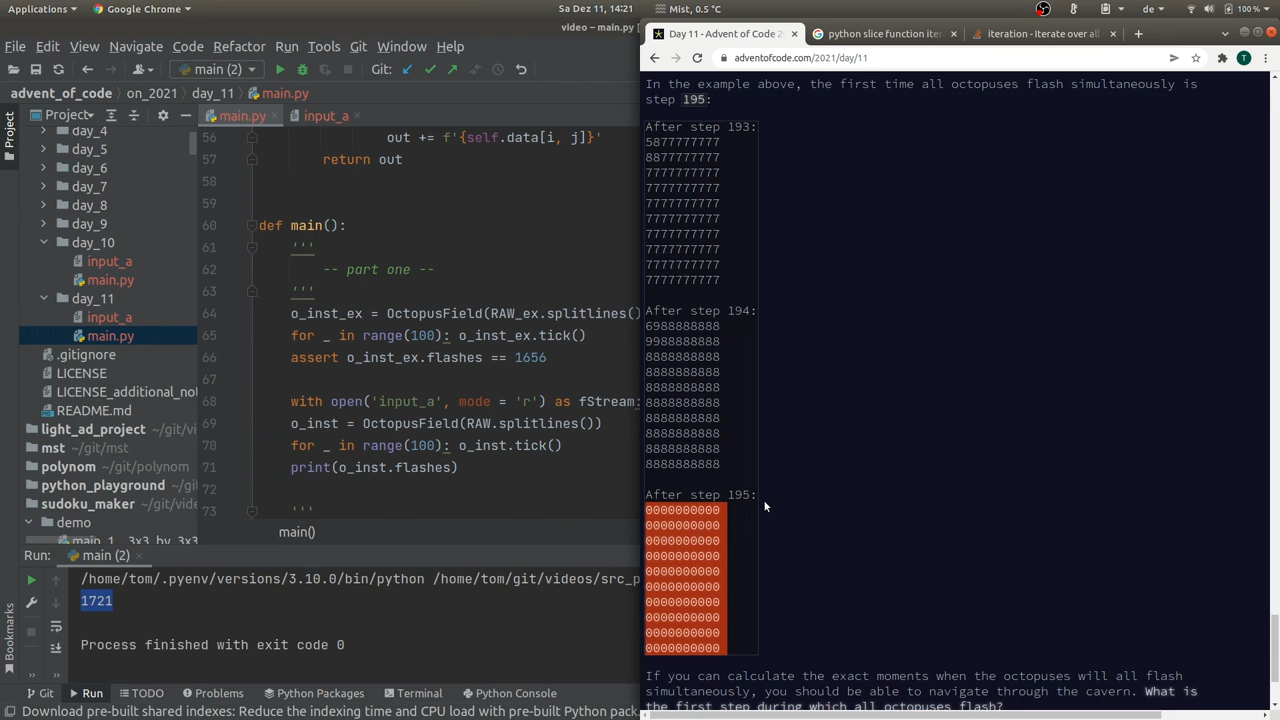 Activities
Google Chrome
Sa Dez 11, 14:21
Mist, 0.5 °C
de
100 %
video – main.py
File Edit View Navigate Code Refactor Run Tools Git Window Help
main (2)
Git:
advent_of_code on_2021 day_11 main.py
Project
main.py
input_a
day_4
day_5
day_6
day_7
day_8
day_9
day_10
input_a
main.py
day_11
input_a
main.py
.gitignore
LICENSE
LICENSE_additional_no
README.md
light_ad_project ~/git/vi
mst ~/git/mst
polynom ~/git/polynom
python_playground ~/git/
sudoku_maker ~/git/vide
demo
main_1_3x3_by_3x3
56 out += f'{self.data[i, j]}'
57 return out
58
59
60 def main():
61 '''
62 -- part one --
63 '''
64 o_inst_ex = OctopusField(RAW_ex.splitlines()
65 for _ in range(100): o_inst_ex.tick()
66 assert o_inst_ex.flashes == 1656
67
68 with open('input_a', mode = 'r') as fStream:
69 o_inst = OctopusField(RAW.splitlines())
70 for _ in range(100): o_inst.tick()
71 print(o_inst.flashes)
72
73 '''
main()
Run: main (2)
/home/tom/.pyenv/versions/3.10.0/bin/python /home/tom/git/videos/src_p
1721
Process finished with exit code 0
Bookmarks
Structure
Git Run TODO Problems Python Packages Terminal Python Console
Download pre-built shared indexes: Reduce the indexing time and CPU load with pre-built Python pack
Day 11 - Advent of Code 20
python slice function iter
iteration - Iterate over all
adventofcode.com/2021/day/11
T
In the example above, the first time all octopuses flash simultaneously is
step 195:
After step 193:
5877777777
8877777777
7777777777
7777777777
7777777777
7777777777
7777777777
7777777777
7777777777
7777777777
After step 194:
6988888888
9988888888
8888888888
8888888888
8888888888
8888888888
8888888888
8888888888
8888888888
8888888888
After step 195:
0000000000
0000000000
0000000000
0000000000
0000000000
0000000000
0000000000
0000000000
0000000000
0000000000
If you can calculate the exact moments when the octopuses will all flash
simultaneously, you should be able to navigate through the cavern. What is
the first step during which all octopuses flash?